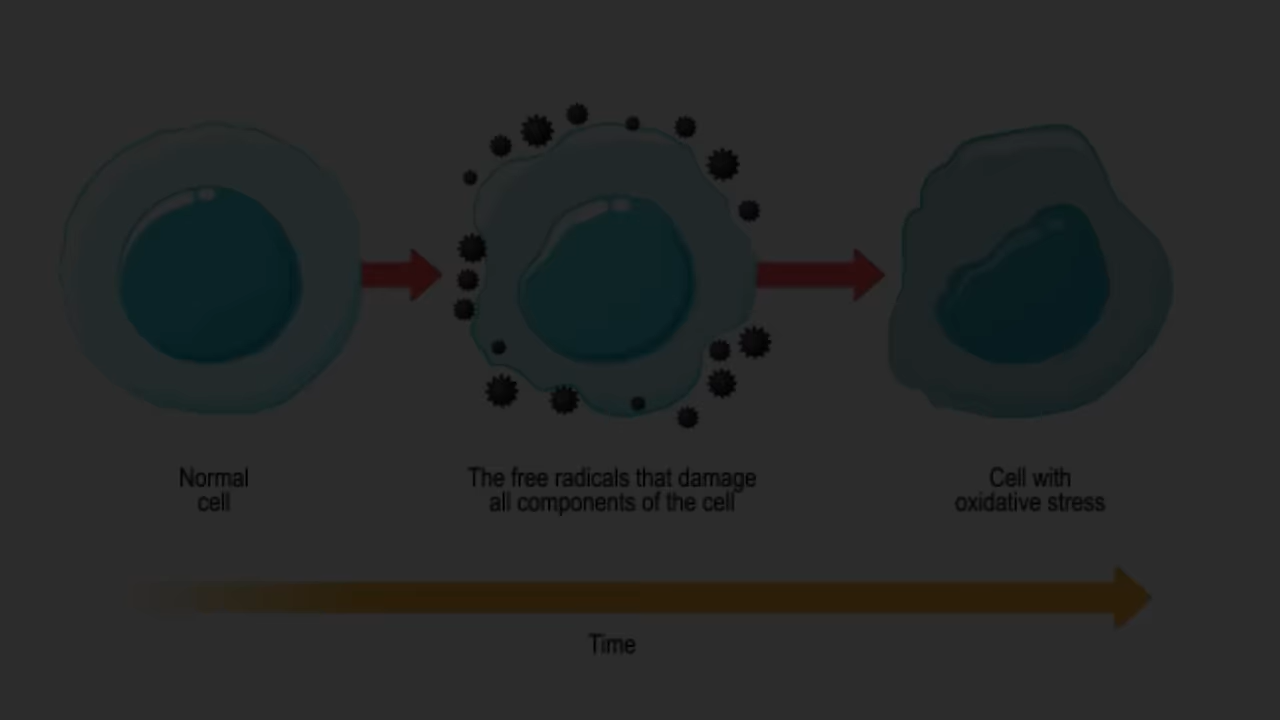 Normal
cell
The free radicals that damage
all components of the cell
Cell with
oxidative stress
Time